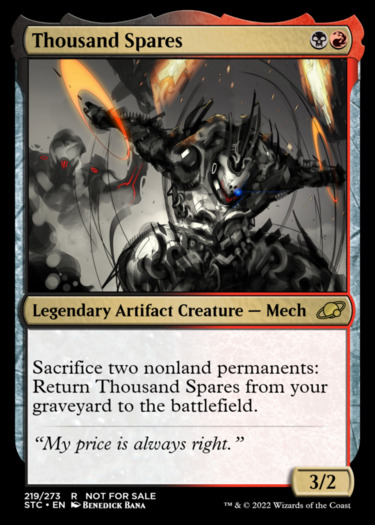 Thousand Spares
Legendary Artifact Creature — Mech
Sacrifice two nonland permanents:
Return Thousand Spares from your
graveyard to the battlefield.
“My price is always right.”
3/2
219/273 R NOT FOR SALE
STC • EN Benedick Bana
™ & © 2022 Wizards of the Coast